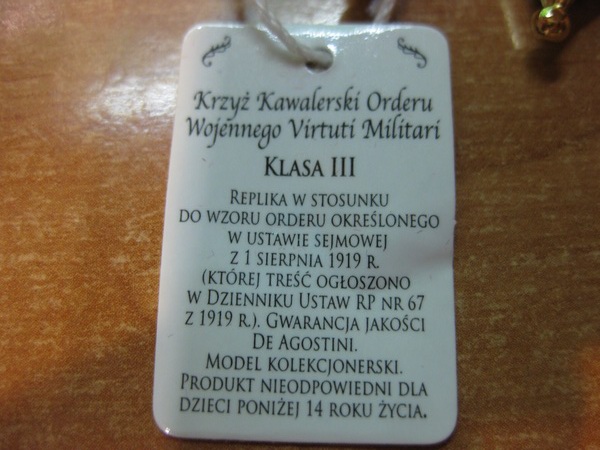 Krzyż Kawalerski Orderu
Wojennego Virtuti Militari
KLASA III
REPLIKA W STOSUNKU
DO WZORU ORDERU OKREŚLONEGO
W USTAWIE SEJMOWEJ
Z 1 SIERPNIA 1919 R.
(KTÓREJ TREŚĆ OGŁOSZONO
W DZIENNIKU USTAW RP NR 67
Z 1919 R.). GWARANCJA JAKOŚCI
DE AGOSTINI.
MODEL KOLEKCJONERSKI.
PRODUKT NIEODPOWIEDNI DLA
DZIECI PONIŻEJ 14 ROKU ŻYCIA.